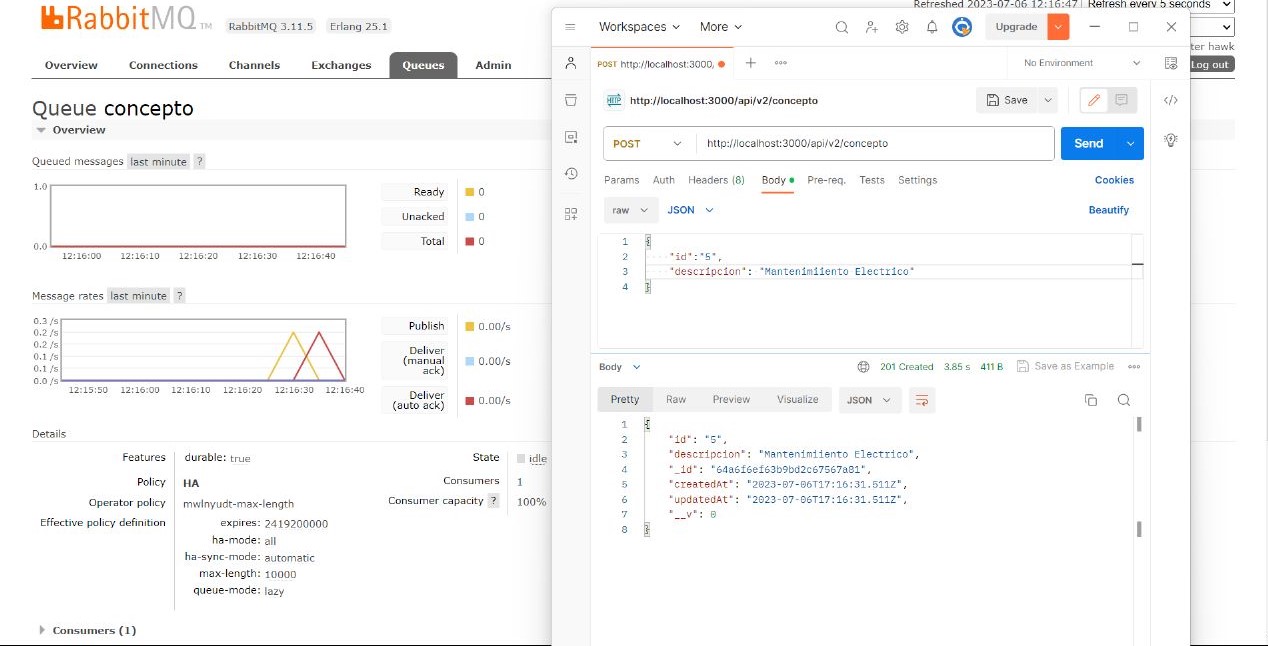 RabbitMQ TM RabbitMQ 3.11.5 Erlang 25.1
Refreshed 2023-07-06 12:16:47 Refresh every 5 seconds
ter hawk
Log out
Overview Connections Channels Exchanges Queues Admin
Queue concepto
Overview
Queued messages last minute ?
1.0
0.0
12:16:00 12:16:10 12:16:20 12:16:30 12:16:40
Ready 0
Unacked 0
Total 0
Message rates last minute ?
0.3 /s
0.2 /s
0.2 /s
0.1 /s
0.1 /s
0.0 /s
12:15:50 12:16:00 12:16:10 12:16:20 12:16:30 12:16:40
Publish 0.00/s
Deliver
(manual 0.00/s
ack)
Deliver
(auto ack) 0.00/s
Details
Features durable: true
Policy HA
Operator policy mwlnyudt-max-length
Effective policy definition expires: 2419200000
ha-mode: all
ha-sync-mode: automatic
max-length: 10000
queue-mode: lazy
State idle
Consumers 1
Consumer capacity ? 100%
Consumers (1)
Workspaces More Upgrade
POST http://localhost:3000, No Environment
HTTP http://localhost:3000/api/v2/concepto Save
POST http://localhost:3000/api/v2/concepto Send
Params Auth Headers (8) Body Pre-req. Tests Settings Cookies
raw JSON Beautify
1 {
2 "id":"5",
3 "descripcion": "Mantenimiiento Electrico"
4 }
Body 201 Created 3.85 s 411 B Save as Example
Pretty Raw Preview Visualize JSON
1 {
2 "id": "5",
3 "descripcion": "Mantenimiiento Electrico",
4 "_id": "64a6f6ef63b9bd2c67567a81",
5 "createdAt": "2023-07-06T17:16:31.511Z",
6 "updatedAt": "2023-07-06T17:16:31.511Z",
7 "__v": 0
8 }